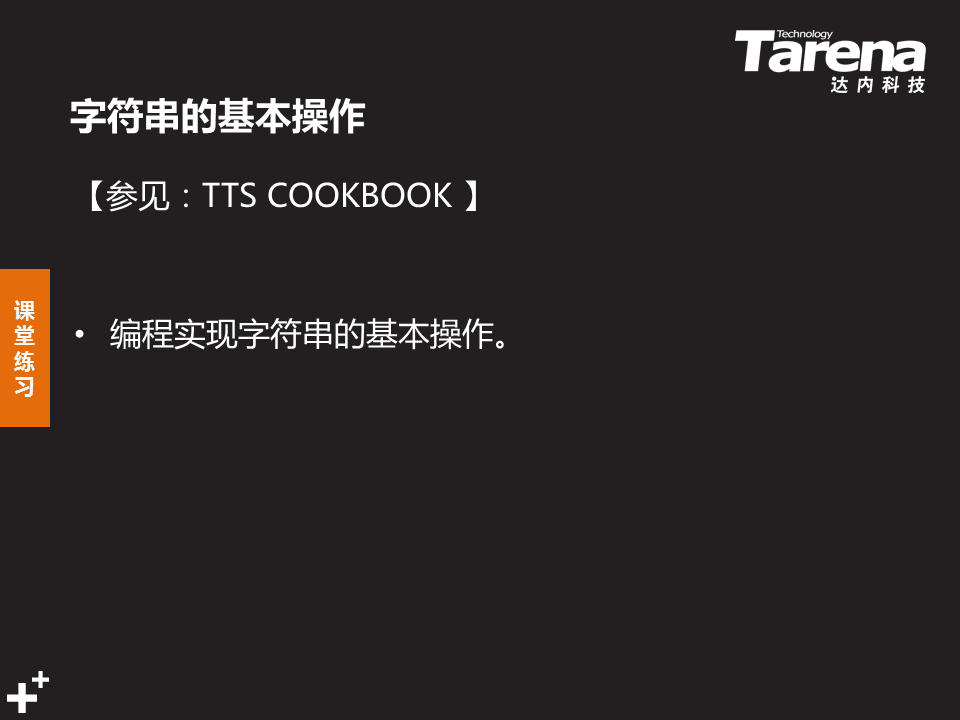 Technology
Tarena
达内科技
字符串的基本操作
【参见：TTS COOKBOOK 】
课堂练习
• 编程实现字符串的基本操作。